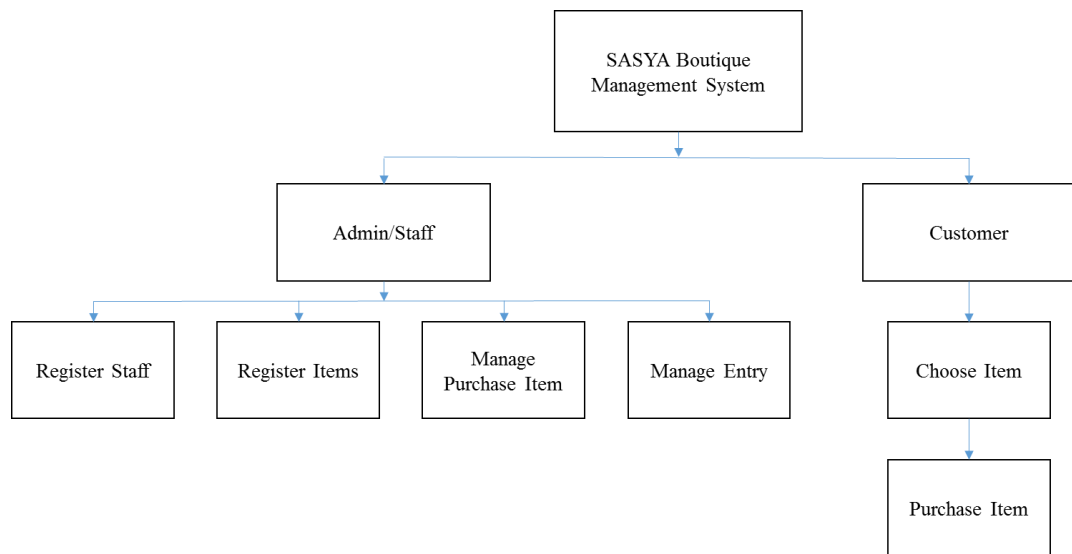 SASYA Boutique
Management System
Admin/Staff
Customer
Register Staff
Register Items
Manage
Purchase Item
Manage Entry
Choose Item
Purchase Item